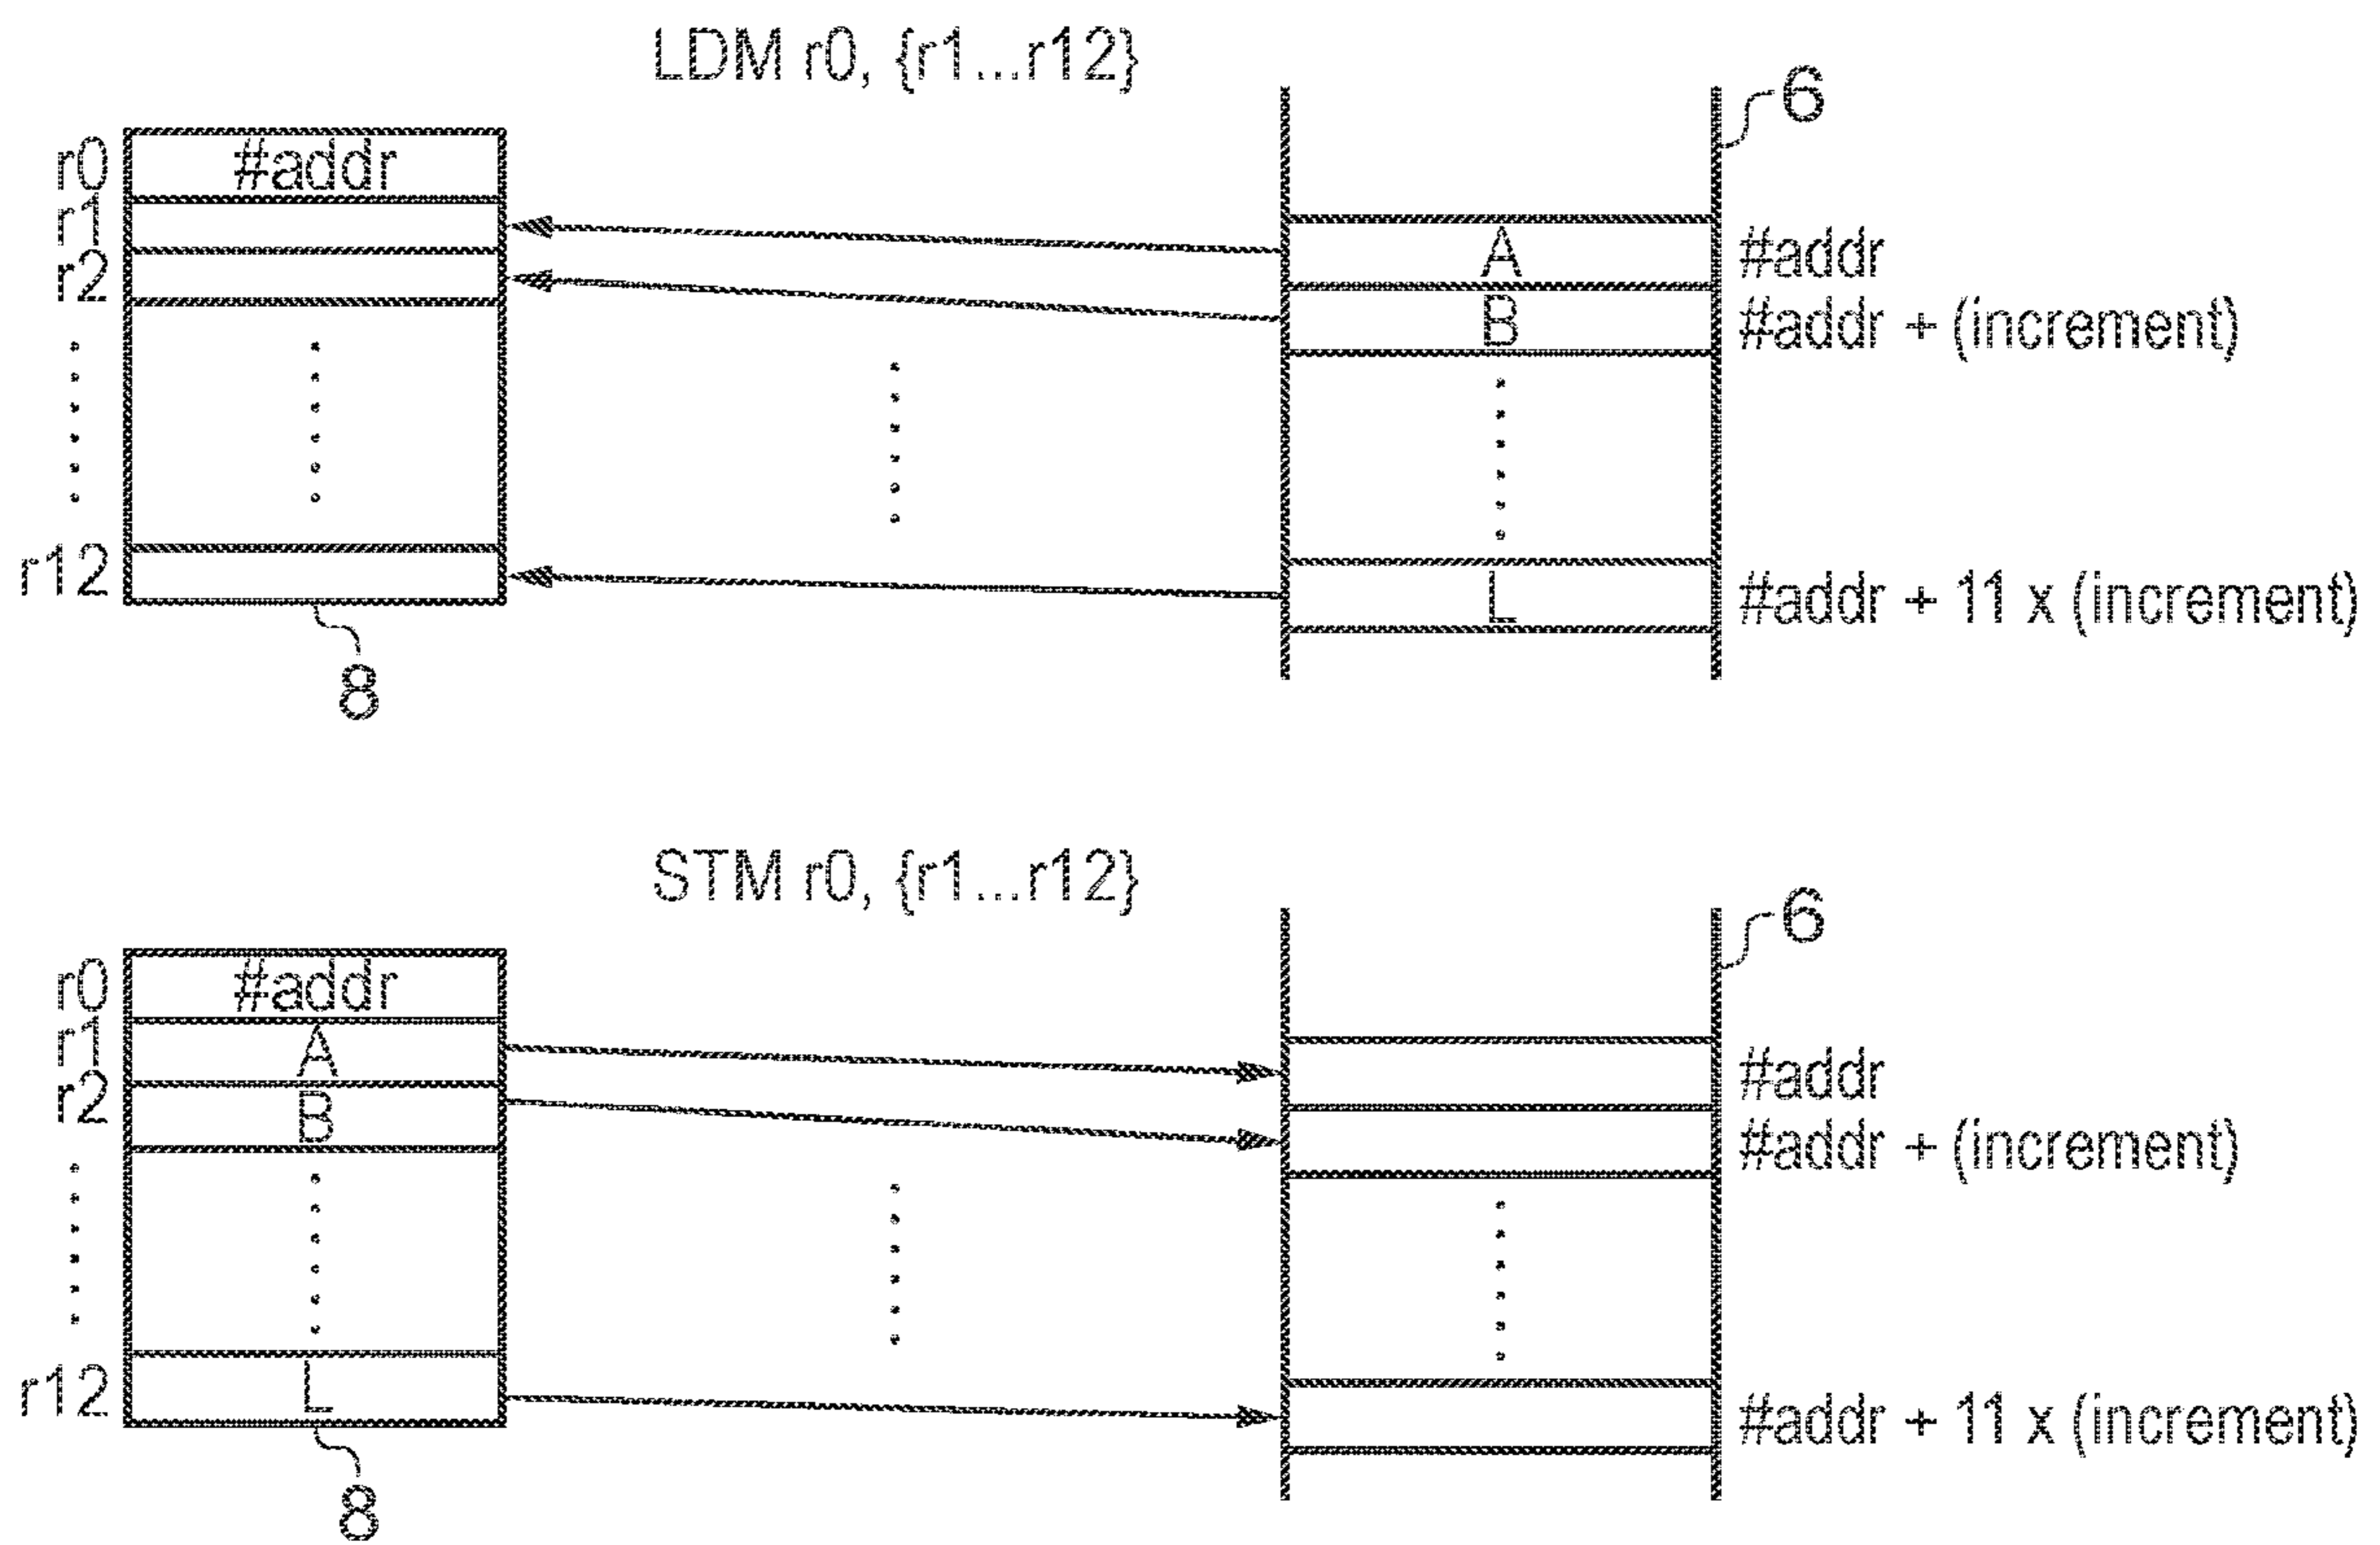 LDM r0, {r1...r12}
6
r0 #addr
r1
A #addr
r2
B #addr + (increment)
r12
L #addr + 11 x (increment)
8
STM r0, {r1...r12}
6
r0 #addr
r1 A #addr
r2 B #addr + (increment)
r12 L #addr + 11 x (increment)
8